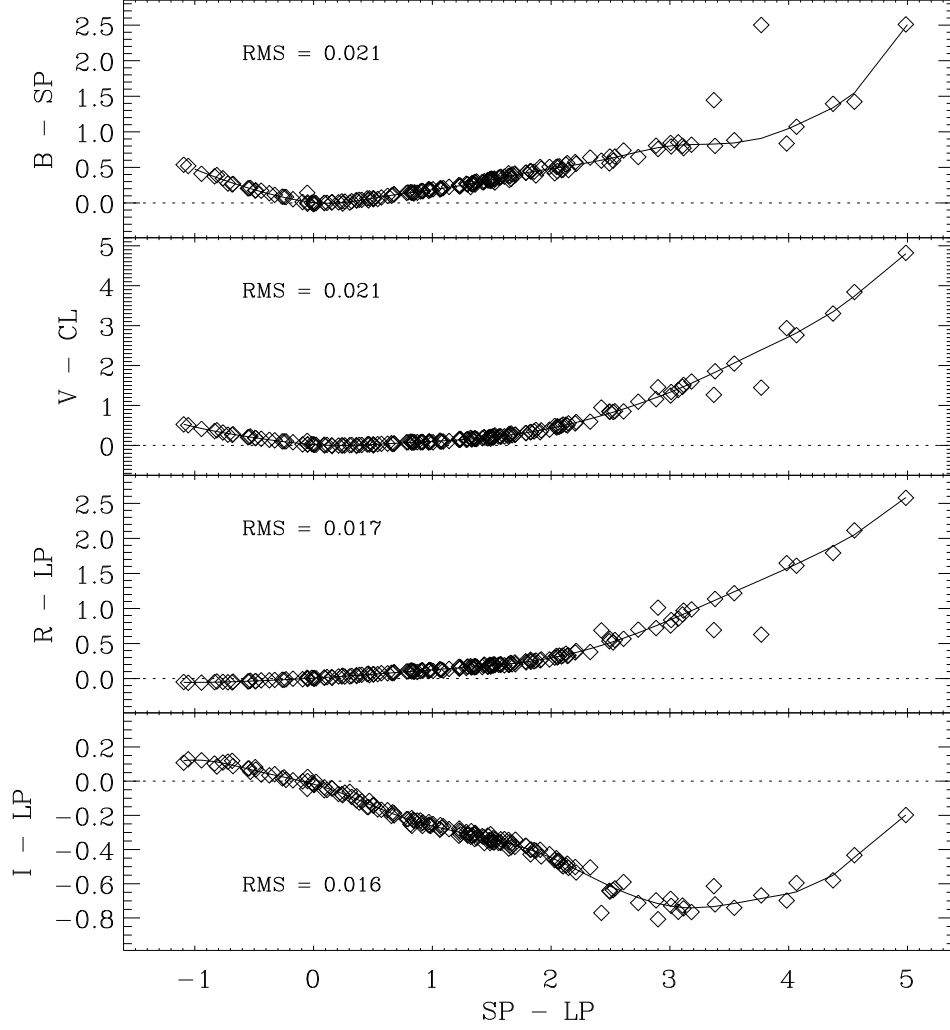 B – SP
2.5
2.0
1.5
1.0
0.5
0.0
RMS = 0.021
V – CL
5
4
3
2
1
0
RMS = 0.021
R – LP
2.5
2.0
1.5
1.0
0.5
0.0
RMS = 0.017
I – LP
0.2
0.0
−0.2
−0.4
−0.6
−0.8
RMS = 0.016
−1 0 1 2 3 4 5
SP – LP